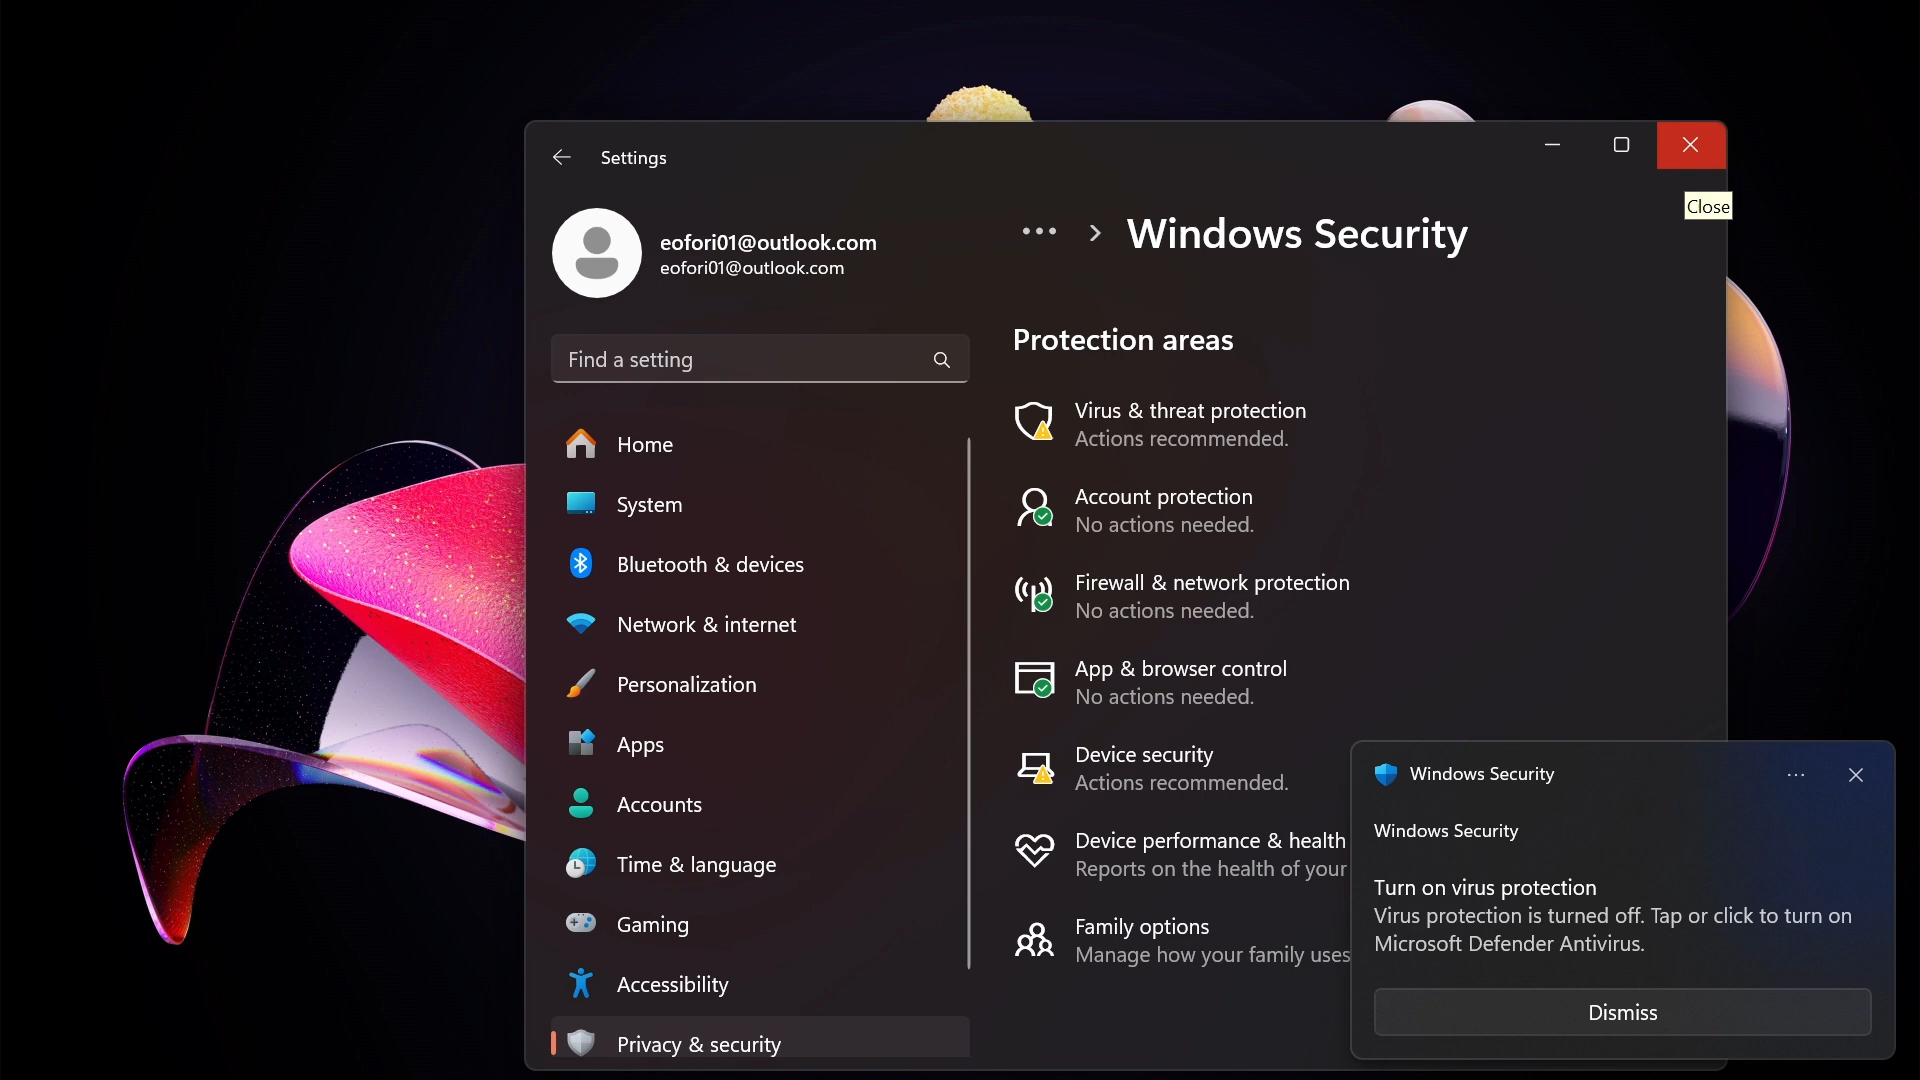 Settings
Close
eofori01@outlook.com
eofori01@outlook.com
Find a setting
Home
System
Bluetooth & devices
Network & internet
Personalization
Apps
Accounts
Time & language
Gaming
Accessibility
Privacy & security
Windows Security
Protection areas
Virus & threat protection
Actions recommended.
Account protection
No actions needed.
Firewall & network protection
No actions needed.
App & browser control
No actions needed.
Device security
Actions recommended.
Device performance & health
Reports on the health of your
Family options
Manage how your family uses
Windows Security
Windows Security
Turn on virus protection
Virus protection is turned off. Tap or click to turn on
Microsoft Defender Antivirus.
Dismiss